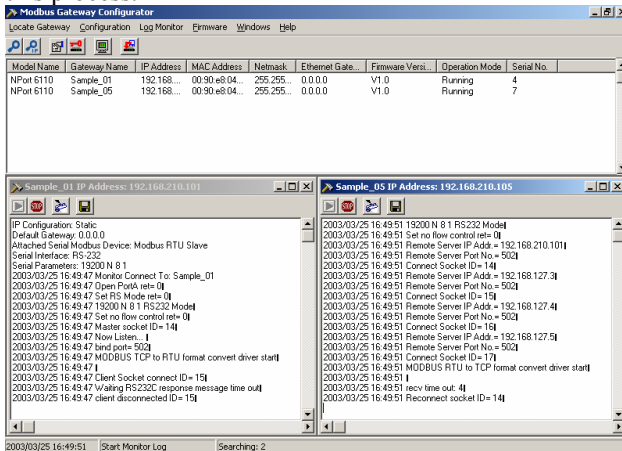 this process.
Modbus Gateway Configurator
Locate Gateway Configuration Log Monitor Firmware Windows Help
Model Name Gateway Name IP Address MAC Address Netmask Ethernet Gate... Firmware Versi... Operation Mode Serial No.
NPort 6110 Sample_01 192.168.... 00:90:e8:04... 255.255... 0.0.0.0 V1.0 Running 4
NPort 6110 Sample_05 192.168.... 00:90:e8:04... 255.255... 0.0.0.0 V1.0 Running 7
Sample_01 IP Address: 192.168.210.101
IP Configuration: Static
Default Gateway: 0.0.0.0
Attached Serial Modbus Device: Modbus RTU Slave
Serial Interface: RS-232
Serial Parameters: 19200 N 8 1
2003/03/25 16:49:47 Monitor Connect To: Sample_01
2003/03/25 16:49:47 Open PortA ret= 0
2003/03/25 16:49:47 Set RS Mode ret= 0
2003/03/25 16:49:47 19200 N 8 1 RS232 Mode
2003/03/25 16:49:47 Set no flow control ret= 0
2003/03/25 16:49:47 Master socket ID= 14
2003/03/25 16:49:47 Now Listen...
2003/03/25 16:49:47 bind port= 502
2003/03/25 16:49:47 MODBUS TCP to RTU format convert driver start
2003/03/25 16:49:47
2003/03/25 16:49:47 Client Socket connect ID= 15
2003/03/25 16:49:47 Waiting RS232C response message time out
2003/03/25 16:49:47 client disconnected ID= 15
Sample_05 IP Address: 192.168.210.105
2003/03/25 16:49:51 19200 N 8 1 RS232 Mode
2003/03/25 16:49:51 Set no flow control ret= 0
2003/03/25 16:49:51 Remote Server IP Addr.= 192.168.210.101
2003/03/25 16:49:51 Remote Server Port No.= 502
2003/03/25 16:49:51 Connect Socket ID= 14
2003/03/25 16:49:51 Remote Server IP Addr.= 192.168.127.3
2003/03/25 16:49:51 Remote Server Port No.= 502
2003/03/25 16:49:51 Connect Socket ID= 15
2003/03/25 16:49:51 Remote Server IP Addr.= 192.168.127.4
2003/03/25 16:49:51 Remote Server Port No.= 502
2003/03/25 16:49:51 Connect Socket ID= 16
2003/03/25 16:49:51 Remote Server IP Addr.= 192.168.127.5
2003/03/25 16:49:51 Remote Server Port No.= 502
2003/03/25 16:49:51 Connect Socket ID= 17
2003/03/25 16:49:51 MODBUS RTU to TCP format convert driver start
2003/03/25 16:49:51
2003/03/25 16:49:51 recv time out: 4
2003/03/25 16:49:51 Reconnect socket ID= 14
2003/03/25 16:49:51 Start Monitor Log Searching: 2